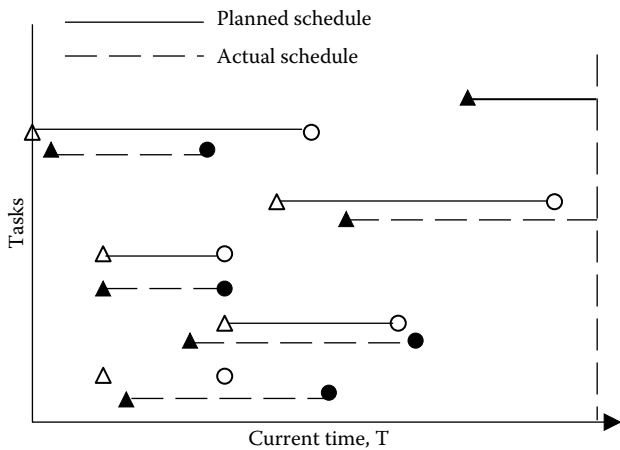 Planned schedule
Actual schedule
Tasks
Current time, T